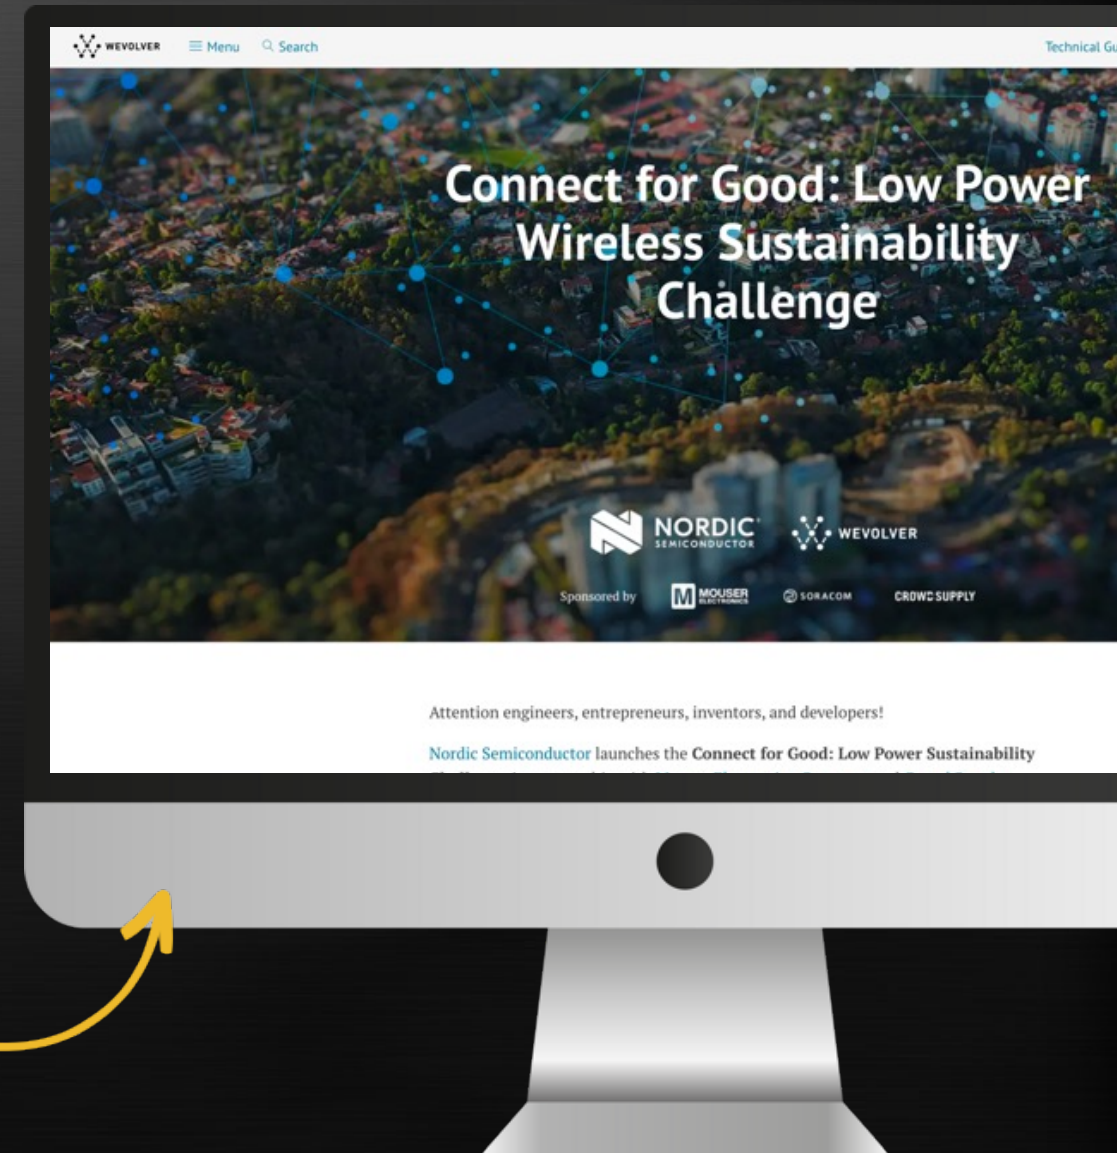 WEVOLVER Menu Search Technical Gu
Connect for Good: Low Power
Wireless Sustainability
Challenge
NORDIC SEMICONDUCTOR WEVOLVER
Sponsored by MOUSER ELECTRONICS SORACOM CROWD SUPPLY
Attention engineers, entrepreneurs, inventors, and developers!
Nordic Semiconductor launches the Connect for Good: Low Power Sustainability